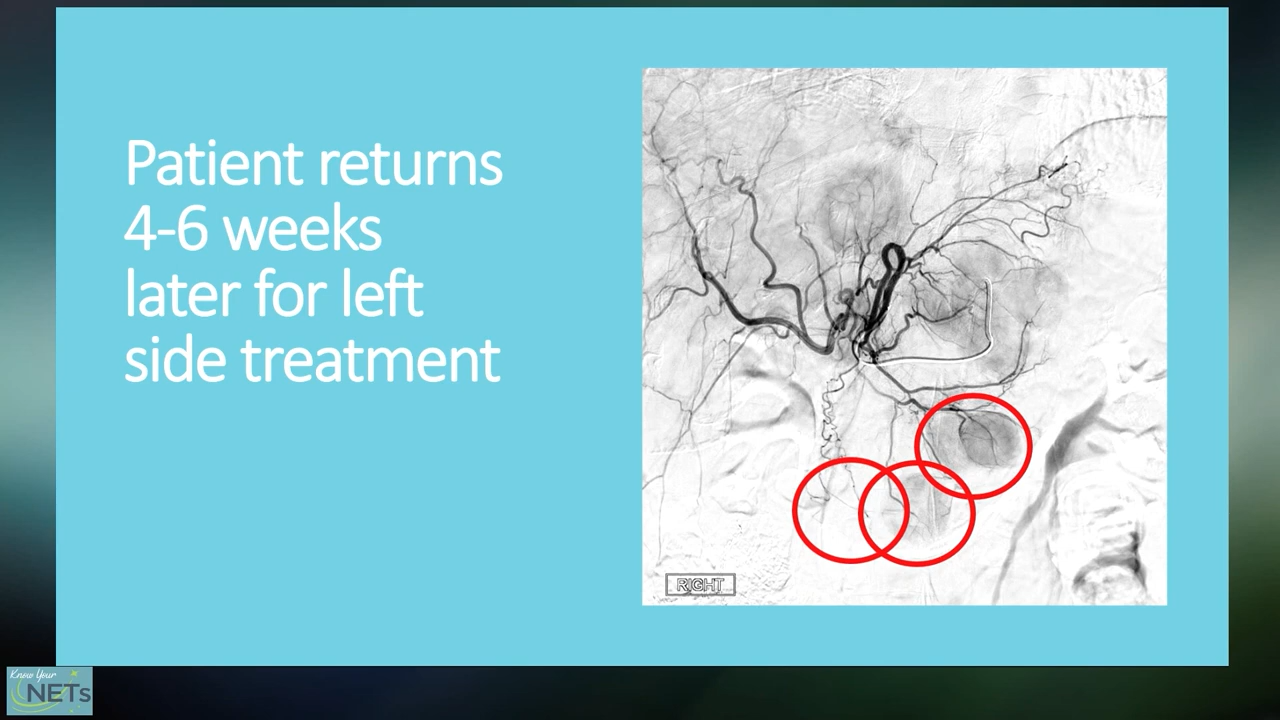 Patient returns
4-6 weeks
later for left
side treatment
RIGHT
Know Your
NETs